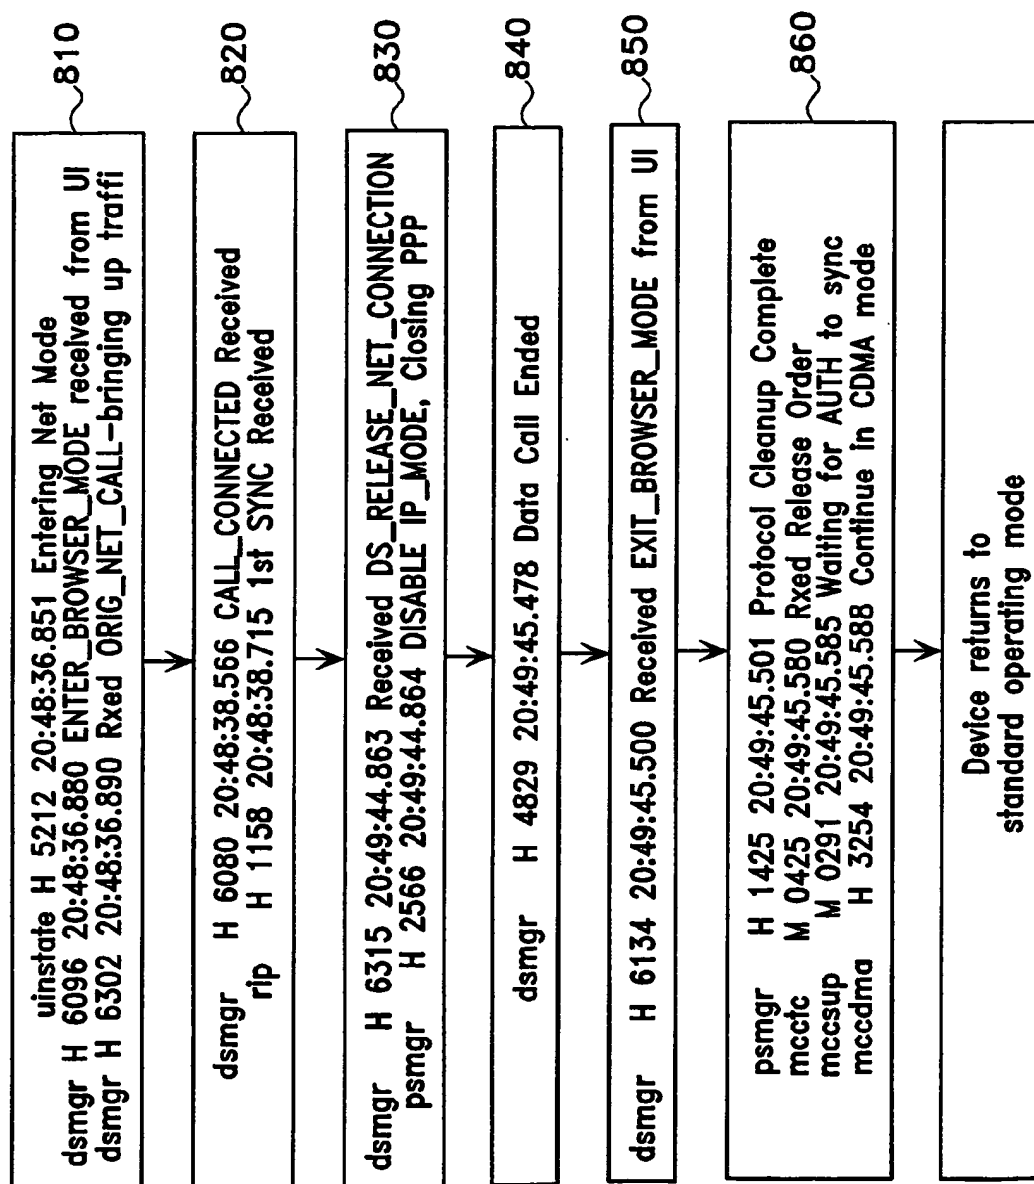 uinstate H 5212 20:48:36.851 Entering Net Mode
dsmgr H 6096 20:48:36.880 ENTER_BROWSER_MODE received from UI
dsmgr H 6302 20:48:36.890 Rxed ORIG_NET_CALL-bringing up traffi
810
dsmgr H 6080 20:48:38.566 CALL_CONNECTED Received
rlp H 1158 20:48:38.715 1st SYNC Received
820
dsmgr H 6315 20:49:44.863 Received DS_RELEASE_NET_CONNECTION
psmgr H 2566 20:49:44.864 DISABLE IP_MODE, Closing PPP
830
dsmgr H 4829 20:49:45.478 Data Call Ended
840
dsmgr H 6134 20:49:45.500 Received EXIT_BROWSER_MODE from UI
850
psmgr H 1425 20:49:45.501 Protocol Cleanup Complete
mcctc M 0425 20:49:45.580 Rxed Release Order
mccsup M 0291 20:49:45.585 Waiting for AUTH to sync
mccdma H 3254 20:49:45.588 Continue in CDMA mode
860
Device returns to
standard operating mode